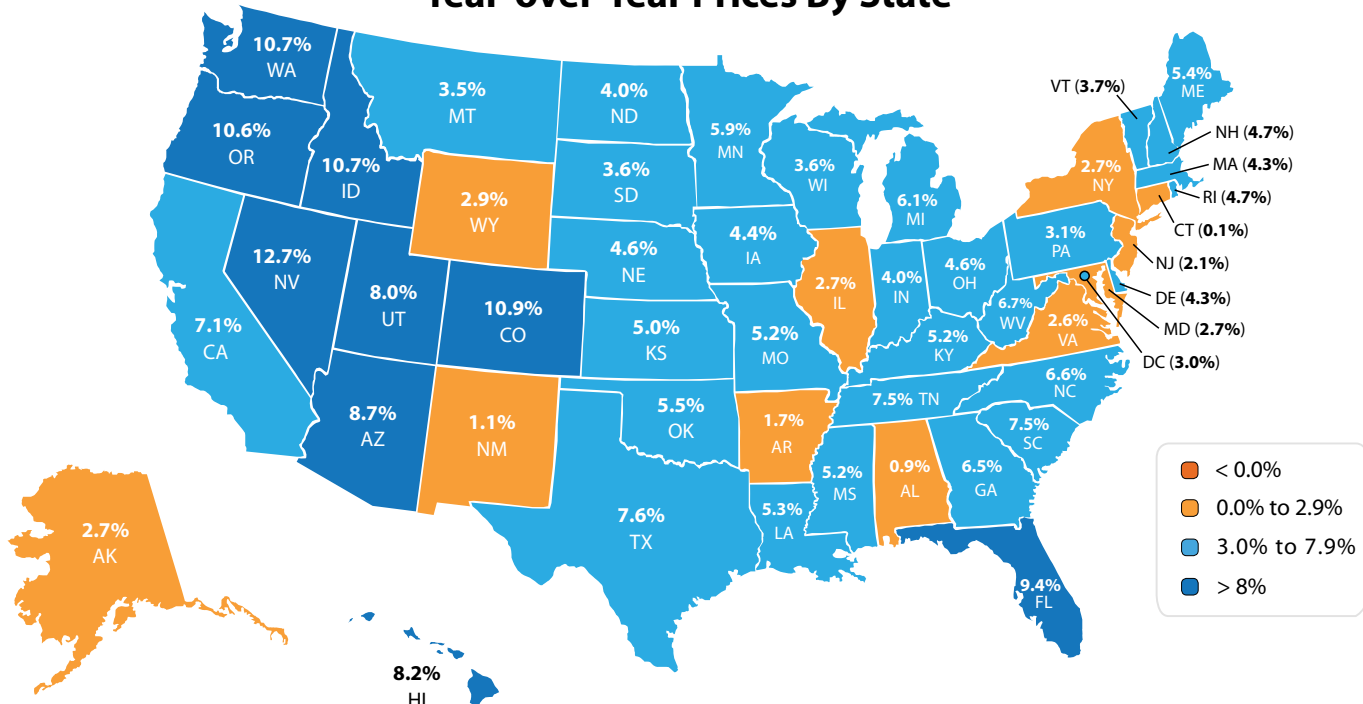 Year-over-Year Prices By State
10.7%
WA
10.6%
OR
10.7%
ID
3.5%
MT
4.0%
ND
5.9%
MN
3.6%
WI
6.1%
MI
VT (3.7%)
5.4%
ME
NH (4.7%)
MA (4.3%)
RI (4.7%)
CT (0.1%)
NJ (2.1%)
DE (4.3%)
MD (2.7%)
DC (3.0%)
2.7%
NY
3.1%
PA
2.9%
WY
3.6%
SD
4.4%
IA
4.6%
NE
12.7%
NV
8.0%
UT
10.9%
CO
7.1%
CA
5.0%
KS
5.2%
MO
2.7%
IL
4.0%
IN
4.6%
OH
6.7%
WV
2.6%
VA
5.2%
KY
6.6%
NC
7.5% TN
7.5%
SC
8.7%
AZ
1.1%
NM
5.5%
OK
1.7%
AR
5.2%
MS
0.9%
AL
6.5%
GA
7.6%
TX
5.3%
LA
9.4%
FL
2.7%
AK
8.2%
HI
< 0.0%
0.0% to 2.9%
3.0% to 7.9%
> 8%